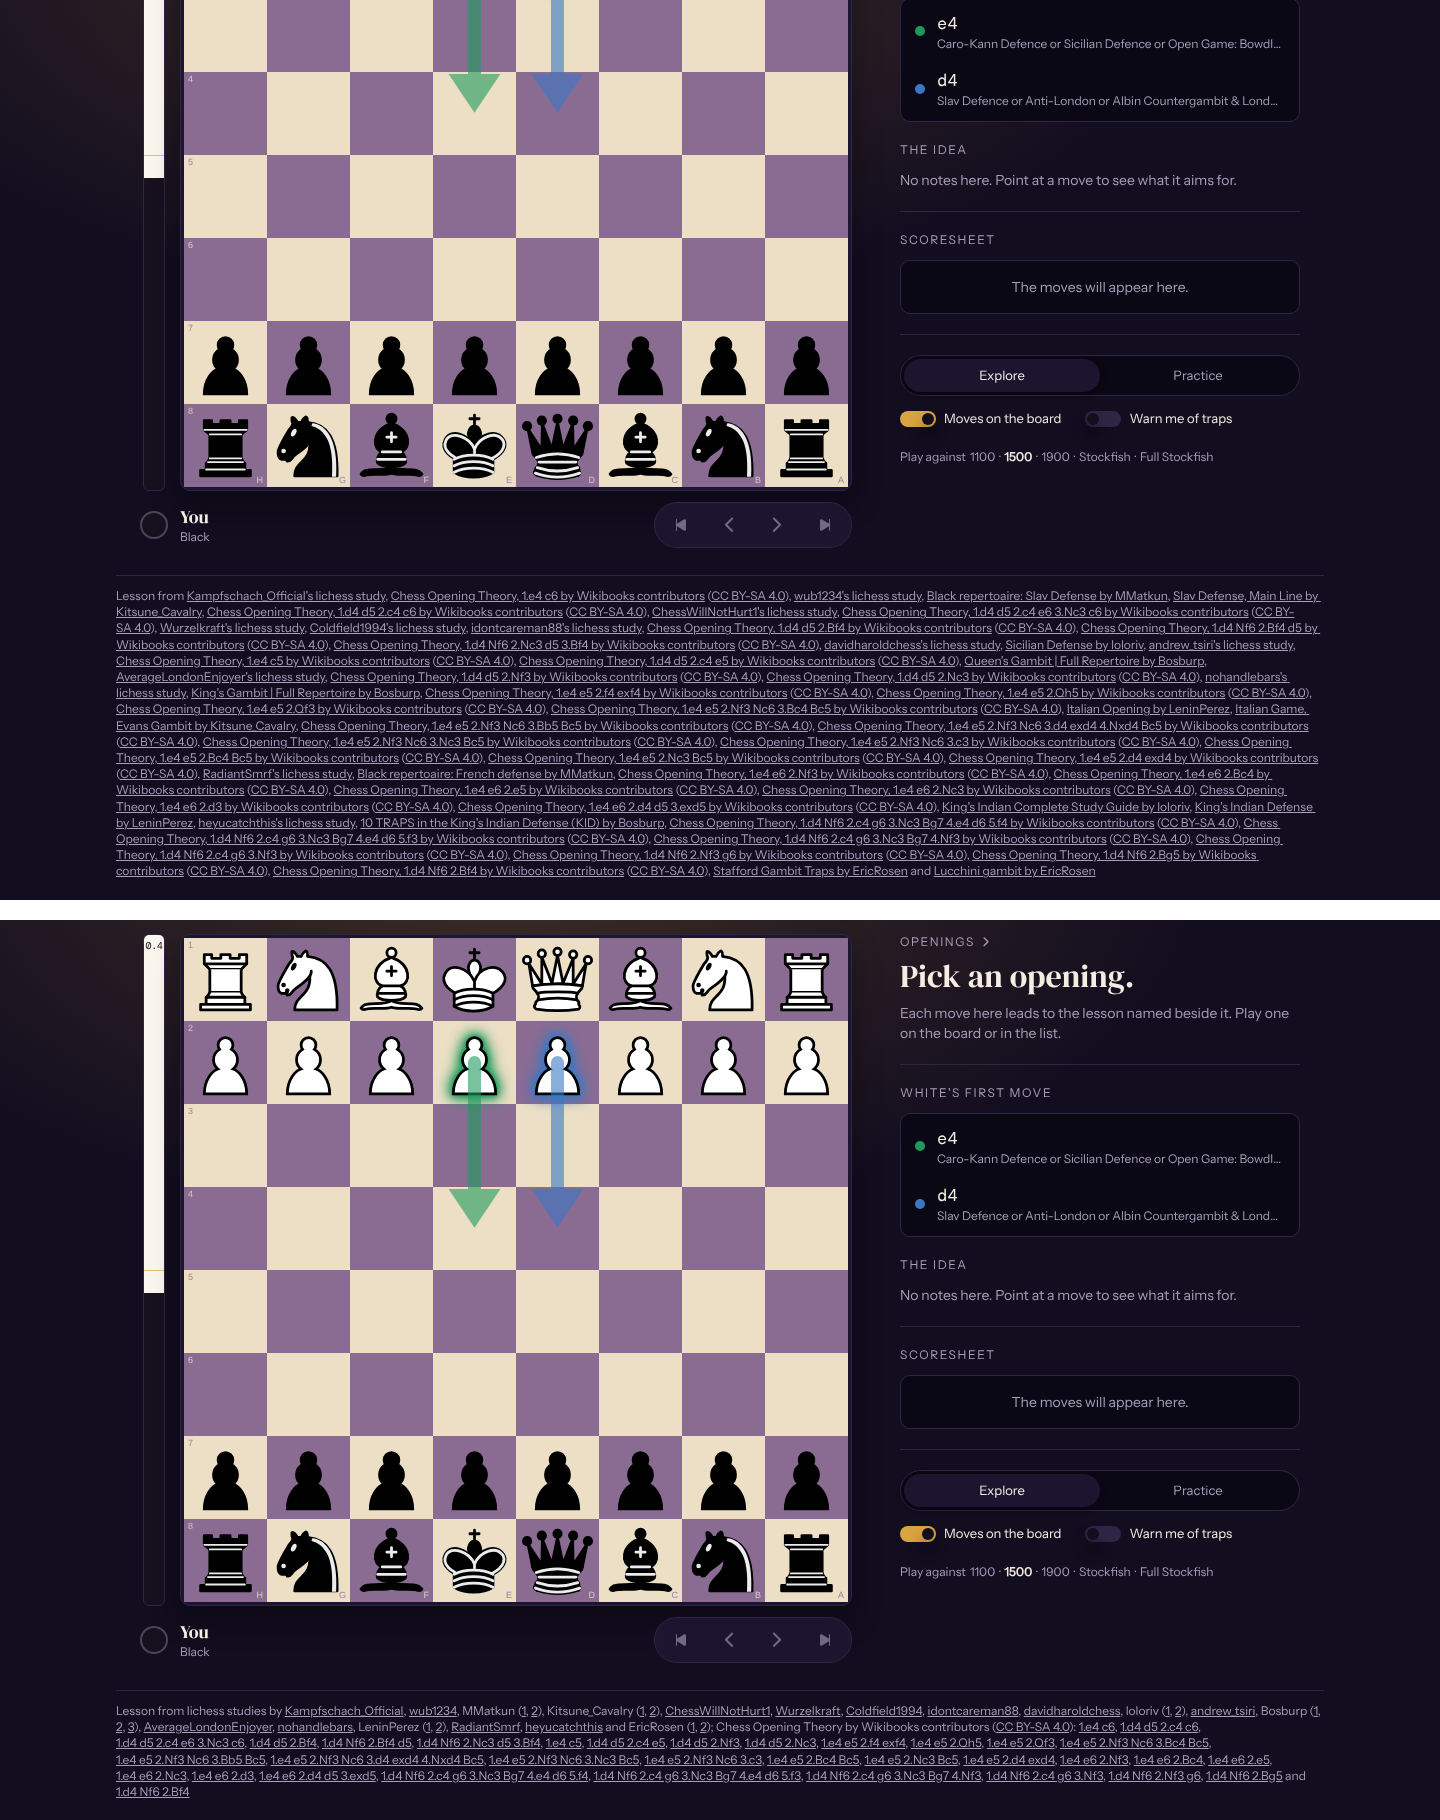 e4
Caro-Kann Defence or Sicilian Defence or Open Game: Bowdl...
d4
Slav Defence or Anti-London or Albin Countergambit & Lond...
THE IDEA
No notes here. Point at a move to see what it aims for.
SCORESHEET
The moves will appear here.
Explore
Practice
Moves on the board
Warn me of traps
Play against 1100 · 1500 · 1900 · Stockfish · Full Stockfish
4
5
6
7
8
H
G
F
E
D
C
B
A
You
Black
Lesson from Kampfschach_Official's lichess study, Chess Opening Theory, 1.e4 c6 by Wikibooks contributors (CC BY-SA 4.0), wub1234's lichess study, Black repertoire: Slav Defense by MMatkun, Slav Defense, Main Line by
Kitsune_Cavalry, Chess Opening Theory, 1.d4 d5 2.c4 c6 by Wikibooks contributors (CC BY-SA 4.0), ChessWillNotHurt1's lichess study, Chess Opening Theory, 1.d4 d5 2.c4 e6 3.Nc3 c6 by Wikibooks contributors (CC BY-
SA 4.0), Wurzelkraft's lichess study, Coldfield1994's lichess study, idontcareman88's lichess study, Chess Opening Theory, 1.d4 d5 2.Bf4 by Wikibooks contributors (CC BY-SA 4.0), Chess Opening Theory, 1.d4 Nf6 2.Bf4 d5 by
Wikibooks contributors (CC BY-SA 4.0), Chess Opening Theory, 1.d4 Nf6 2.Nc3 d5 3.Bf4 by Wikibooks contributors (CC BY-SA 4.0), davidharoldchess's lichess study, Sicilian Defense by loloriv, andrew_tsiri's lichess study,
Chess Opening Theory, 1.e4 c5 by Wikibooks contributors (CC BY-SA 4.0), Chess Opening Theory, 1.d4 d5 2.c4 e5 by Wikibooks contributors (CC BY-SA 4.0), Queen's Gambit | Full Repertoire by Bosburp,
AverageLondonEnjoyer's lichess study, Chess Opening Theory, 1.d4 d5 2.Nf3 by Wikibooks contributors (CC BY-SA 4.0), Chess Opening Theory, 1.d4 d5 2.Nc3 by Wikibooks contributors (CC BY-SA 4.0), nohandlebars's
lichess study, King's Gambit | Full Repertoire by Bosburp, Chess Opening Theory, 1.e4 e5 2.f4 exf4 by Wikibooks contributors (CC BY-SA 4.0), Chess Opening Theory, 1.e4 e5 2.Qh5 by Wikibooks contributors (CC BY-SA 4.0),
Chess Opening Theory, 1.e4 e5 2.Qf3 by Wikibooks contributors (CC BY-SA 4.0), Chess Opening Theory, 1.e4 e5 2.Nf3 Nc6 3.Bc4 Bc5 by Wikibooks contributors (CC BY-SA 4.0), Italian Opening by LeninPerez, Italian Game,
Evans Gambit by Kitsune_Cavalry, Chess Opening Theory, 1.e4 e5 2.Nf3 Nc6 3.Bb5 Bc5 by Wikibooks contributors (CC BY-SA 4.0), Chess Opening Theory, 1.e4 e5 2.Nf3 Nc6 3.d4 exd4 4.Nxd4 Bc5 by Wikibooks contributors
(CC BY-SA 4.0), Chess Opening Theory, 1.e4 e5 2.Nf3 Nc6 3.Nc3 Bc5 by Wikibooks contributors (CC BY-SA 4.0), Chess Opening Theory, 1.e4 e5 2.Nf3 Nc6 3.c3 by Wikibooks contributors (CC BY-SA 4.0), Chess Opening
Theory, 1.e4 e5 2.Bc4 Bc5 by Wikibooks contributors (CC BY-SA 4.0), Chess Opening Theory, 1.e4 e5 2.Nc3 Bc5 by Wikibooks contributors (CC BY-SA 4.0), Chess Opening Theory, 1.e4 e5 2.d4 exd4 by Wikibooks contributors
(CC BY-SA 4.0), RadiantSmrf's lichess study, Black repertoire: French defense by MMatkun, Chess Opening Theory, 1.e4 e6 2.Nf3 by Wikibooks contributors (CC BY-SA 4.0), Chess Opening Theory, 1.e4 e6 2.Bc4 by
Wikibooks contributors (CC BY-SA 4.0), Chess Opening Theory, 1.e4 e6 2.e5 by Wikibooks contributors (CC BY-SA 4.0), Chess Opening Theory, 1.e4 e6 2.Nc3 by Wikibooks contributors (CC BY-SA 4.0), Chess Opening
Theory, 1.e4 e6 2.d3 by Wikibooks contributors (CC BY-SA 4.0), Chess Opening Theory, 1.e4 e6 2.d4 d5 3.exd5 by Wikibooks contributors (CC BY-SA 4.0), King's Indian Complete Study Guide by loloriv, King's Indian Defense
by LeninPerez, heyucatchthis's lichess study, 10 TRAPS in the King's Indian Defense (KID) by Bosburp, Chess Opening Theory, 1.d4 Nf6 2.c4 g6 3.Nc3 Bg7 4.e4 d6 5.f4 by Wikibooks contributors (CC BY-SA 4.0), Chess
Opening Theory, 1.d4 Nf6 2.c4 g6 3.Nc3 Bg7 4.e4 d6 5.f3 by Wikibooks contributors (CC BY-SA 4.0), Chess Opening Theory, 1.d4 Nf6 2.c4 g6 3.Nc3 Bg7 4.Nf3 by Wikibooks contributors (CC BY-SA 4.0), Chess Opening
Theory, 1.d4 Nf6 2.c4 g6 3.Nf3 by Wikibooks contributors (CC BY-SA 4.0), Chess Opening Theory, 1.d4 Nf6 2.Nf3 g6 by Wikibooks contributors (CC BY-SA 4.0), Chess Opening Theory, 1.d4 Nf6 2.Bg5 by Wikibooks
contributors (CC BY-SA 4.0), Chess Opening Theory, 1.d4 Nf6 2.Bf4 by Wikibooks contributors (CC BY-SA 4.0), Stafford Gambit Traps by EricRosen and Lucchini gambit by EricRosen
0.4
1
2
3
4
5
6
7
8
H
G
F
E
D
C
B
A
OPENINGS
Pick an opening.
Each move here leads to the lesson named beside it. Play one
on the board or in the list.
WHITE'S FIRST MOVE
e4
Caro-Kann Defence or Sicilian Defence or Open Game: Bowdl...
d4
Slav Defence or Anti-London or Albin Countergambit & Lond...
THE IDEA
No notes here. Point at a move to see what it aims for.
SCORESHEET
The moves will appear here.
Explore
Practice
Moves on the board
Warn me of traps
Play against 1100 · 1500 · 1900 · Stockfish · Full Stockfish
You
Black
Lesson from lichess studies by Kampfschach_Official, wub1234, MMatkun (1, 2), Kitsune_Cavalry (1, 2), ChessWillNotHurt1, Wurzelkraft, Coldfield1994, idontcareman88, davidharoldchess, loloriv (1, 2), andrew_tsiri, Bosburp (1,
2, 3), AverageLondonEnjoyer, nohandlebars, LeninPerez (1, 2), RadiantSmrf, heyucatchthis and EricRosen (1, 2); Chess Opening Theory by Wikibooks contributors (CC BY-SA 4.0): 1.e4 c6, 1.d4 d5 2.c4 c6,
1.d4 d5 2.c4 e6 3.Nc3 c6, 1.d4 d5 2.Bf4, 1.d4 Nf6 2.Bf4 d5, 1.d4 Nf6 2.Nc3 d5 3.Bf4, 1.e4 c5, 1.d4 d5 2.c4 e5, 1.d4 d5 2.Nf3, 1.d4 d5 2.Nc3, 1.e4 e5 2.f4 exf4, 1.e4 e5 2.Qh5, 1.e4 e5 2.Qf3, 1.e4 e5 2.Nf3 Nc6 3.Bc4 Bc5,
1.e4 e5 2.Nf3 Nc6 3.Bb5 Bc5, 1.e4 e5 2.Nf3 Nc6 3.d4 exd4 4.Nxd4 Bc5, 1.e4 e5 2.Nf3 Nc6 3.Nc3 Bc5, 1.e4 e5 2.Nf3 Nc6 3.c3, 1.e4 e5 2.Bc4 Bc5, 1.e4 e5 2.Nc3 Bc5, 1.e4 e5 2.d4 exd4, 1.e4 e6 2.Nf3, 1.e4 e6 2.Bc4, 1.e4 e6 2.e5,
1.e4 e6 2.Nc3, 1.e4 e6 2.d3, 1.e4 e6 2.d4 d5 3.exd5, 1.d4 Nf6 2.c4 g6 3.Nc3 Bg7 4.e4 d6 5.f4, 1.d4 Nf6 2.c4 g6 3.Nc3 Bg7 4.e4 d6 5.f3, 1.d4 Nf6 2.c4 g6 3.Nc3 Bg7 4.Nf3, 1.d4 Nf6 2.c4 g6 3.Nf3, 1.d4 Nf6 2.Nf3 g6, 1.d4 Nf6 2.Bg5 and
1.d4 Nf6 2.Bf4